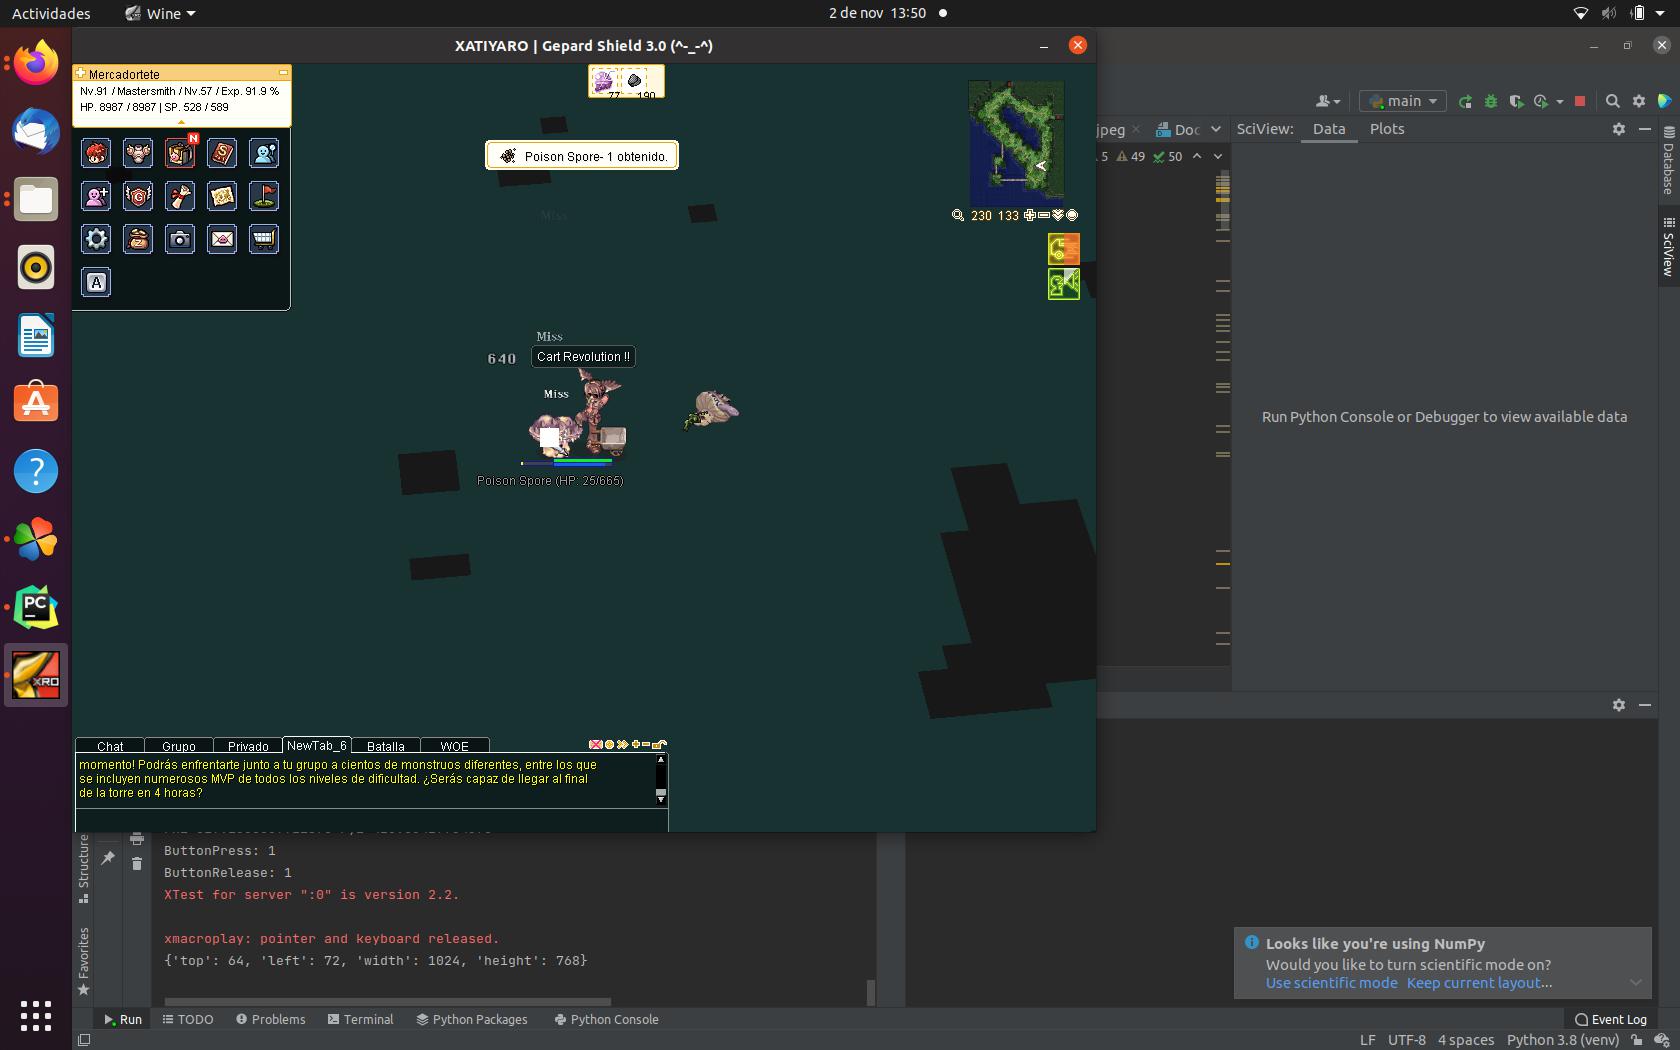 Actividades
Wine
2 de nov 13:50
XATIYARO | Gepard Shield 3.0 (^-_-^)
Mercadortete
Nv.91 / Mastersmith / Nv.57 / Exp. 91.9 %
HP. 8987 / 8987 | SP. 528 / 589
N
A
77 190
Poison Spore- 1 obtenido.
Miss
230 133
Miss
640
Cart Revolution !!
Miss
Poison Spore (HP: 25/665)
Chat
Grupo
Privado
NewTab_6
Batalla
WOE
momento! Podrás enfrentarte junto a tu grupo a cientos de monstruos diferentes, entre los que
se incluyen numerosos MVP de todos los niveles de dificultad. ¿Serás capaz de llegar al final
de la torre en 4 horas?
main
jpeg
Doc
SciView:
Data
Plots
5 49 50
Database
SciView
Run Python Console or Debugger to view available data
PC
XRO
Structure
Favorites
ButtonPress: 1
ButtonRelease: 1
XTest for server ":0" is version 2.2.
xmacroplay: pointer and keyboard released.
{'top': 64, 'left': 72, 'width': 1024, 'height': 768}
Looks like you're using NumPy
Would you like to turn scientific mode on?
Use scientific mode Keep current layout...
Run
TODO
Problems
Terminal
Python Packages
Python Console
Event Log
LF UTF-8 4 spaces Python 3.8 (venv)